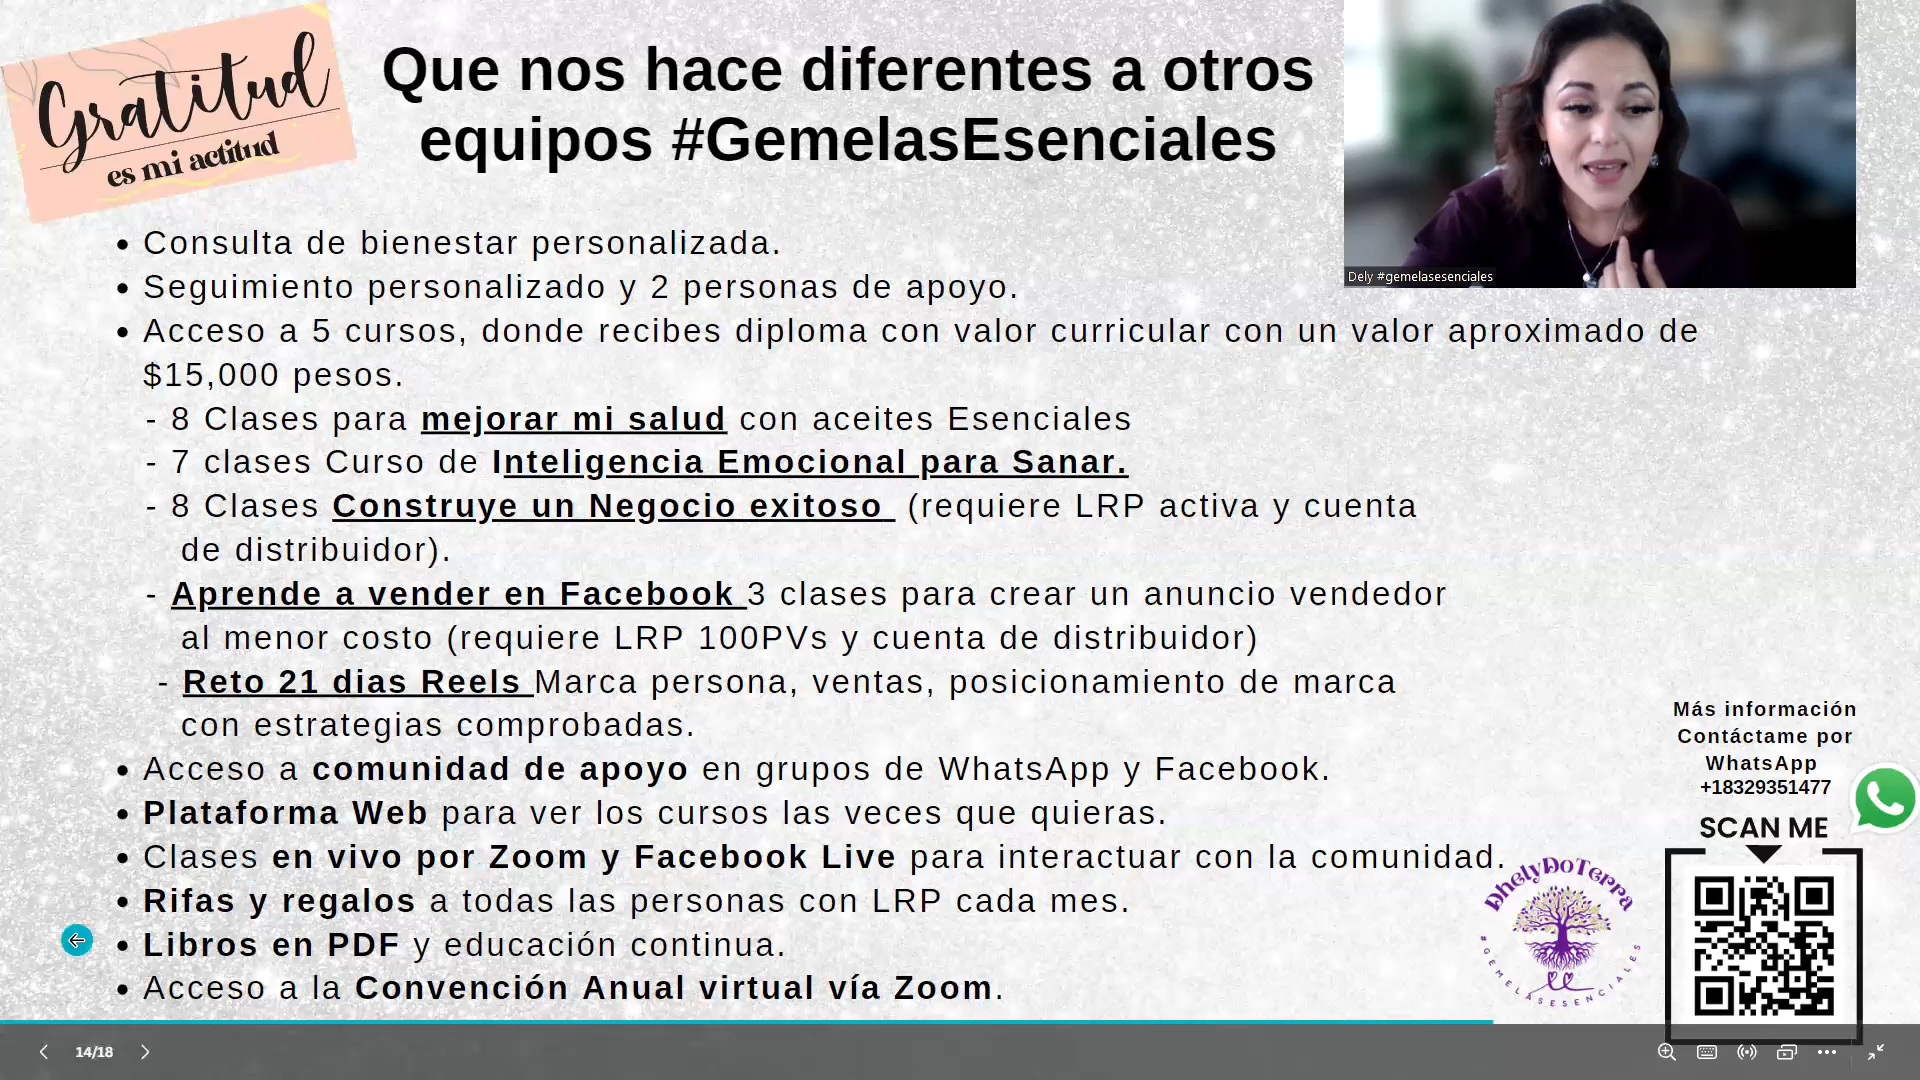 Gratitud
es mi actitud
Que nos hace diferentes a otros
equipos #GemelasEsenciales
Dely #gemelasesenciales
• Consulta de bienestar personalizada.
• Seguimiento personalizado y 2 personas de apoyo.
• Acceso a 5 cursos, donde recibes diploma con valor curricular con un valor aproximado de
$15,000 pesos.
- 8 Clases para mejorar mi salud con aceites Esenciales
- 7 clases Curso de Inteligencia Emocional para Sanar.
- 8 Clases Construye un Negocio exitoso (requiere LRP activa y cuenta
de distribuidor).
- Aprende a vender en Facebook 3 clases para crear un anuncio vendedor
al menor costo (requiere LRP 100PVs y cuenta de distribuidor)
- Reto 21 dias Reels Marca persona, ventas, posicionamiento de marca
con estrategias comprobadas.
• Acceso a comunidad de apoyo en grupos de WhatsApp y Facebook.
• Plataforma Web para ver los cursos las veces que quieras.
• Clases en vivo por Zoom y Facebook Live para interactuar con la comunidad.
• Rifas y regalos a todas las personas con LRP cada mes.
• Libros en PDF y educación continua.
• Acceso a la Convención Anual virtual vía Zoom.
Más información
Contáctame por
WhatsApp
+18329351477
SCAN ME
DhelyDoTerra
#GEMELASESENCIALES
14/18